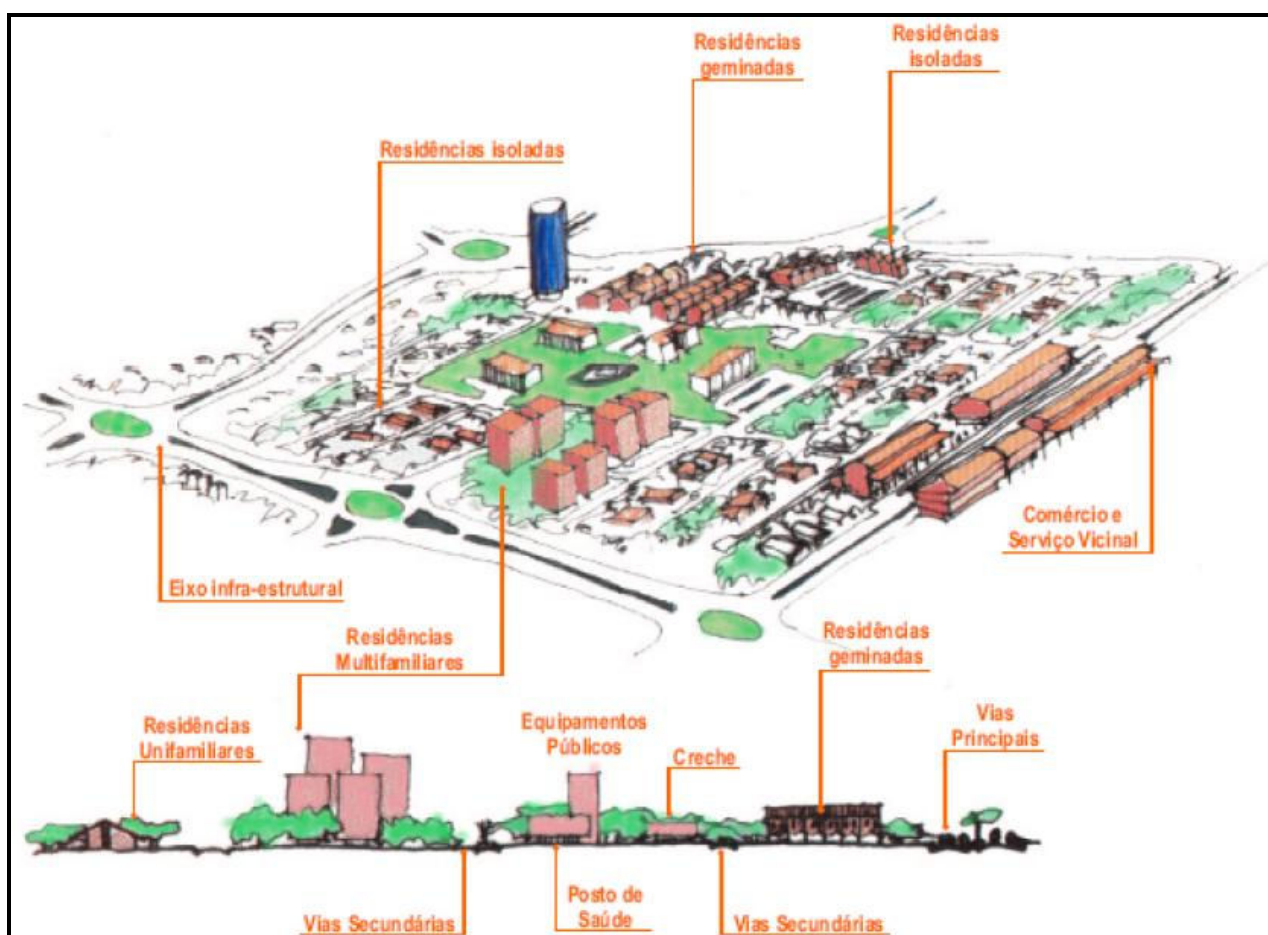 Residências
geminadas
Residências
isoladas
Residências isoladas
Comércio e
Serviço Vicinal
Eixo infra-estrutural
Residências
Multifamiliares
Residências
geminadas
Residências
Unifamiliares
Equipamentos
Públicos
Creche
Vias
Principais
Vias Secundárias
Posto de
Saúde
Vias Secundárias